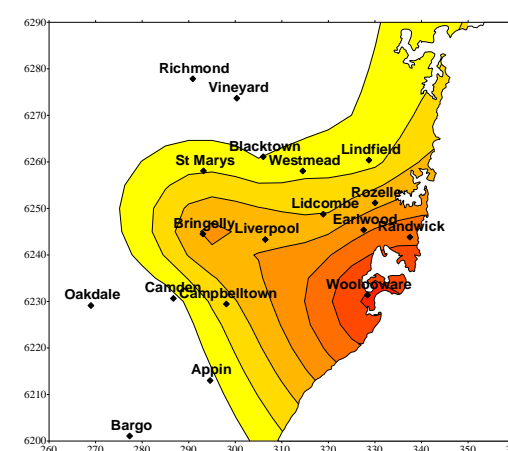 6290
6280
Richmond
Vineyard
6270
Blacktown
Lindfield
6260
St Marys
Westmead
Rozelle
Lidcombe
6250
Bringelly
Earlwood
Liverpool
Randwick
6240
Woolooware
Oakdale
Camden
Campbelltown
6230
6220
Appin
6210
Bargo
6200
260 270 280 290 300 310 320 330 340 350